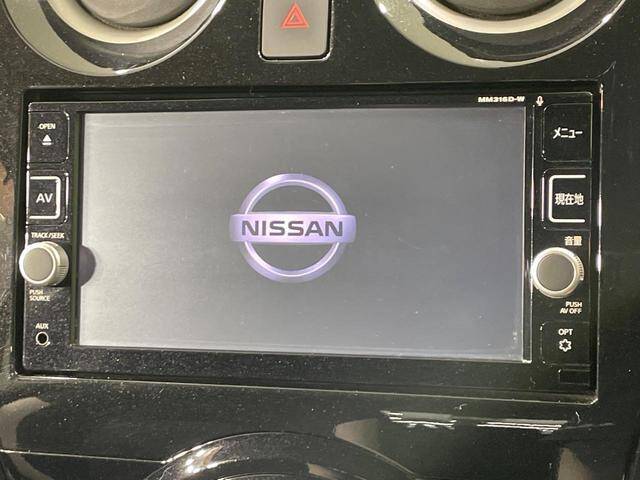 MM316D-W
OPEN
メニュー
AV
現在地
NISSAN
TRACK/SEEK
音量
PUSH
SOURCE
PUSH
AV OFF
AUX
OPT